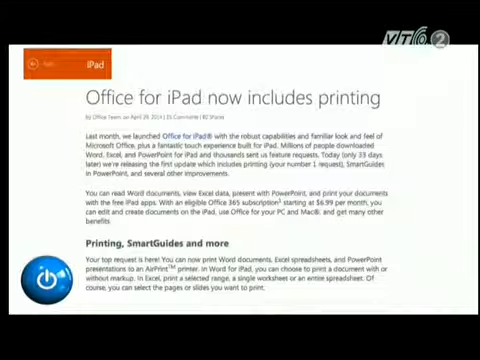 VTC 2
iPad
Office for iPad now includes printing
by Office Team, on April 29, 2014 |
Last month, we launched Office for iPad® with the robust capabilities and familiar look and feel of
Microsoft Office, plus a fantastic touch experience built for iPad. Millions of people downloaded
Word, Excel, and PowerPoint for iPad and thousands sent us feature requests. Today (only 33 days
later) we're releasing the first update which includes printing (your number 1 request), SmartGuides
in PowerPoint, and several other improvements.
You can read Word documents, view Excel data, present with PowerPoint, and print your documents
with the free iPad apps. With an eligible Office 365 subscription¹ starting at $6.99 per month, you
can edit and create documents on the iPad, use Office for your PC and Mac® and get many other
benefits.
Printing, SmartGuides and more
Your top request is here! You can now print Word documents, Excel spreadsheets, and PowerPoint
presentations to an AirPrint™ printer. In Word for iPad, you can choose to print a document with or
without markup. In Excel, print a selected range, a single worksheet or an entire spreadsheet. Of
course, you can select the pages or slides you want to print.